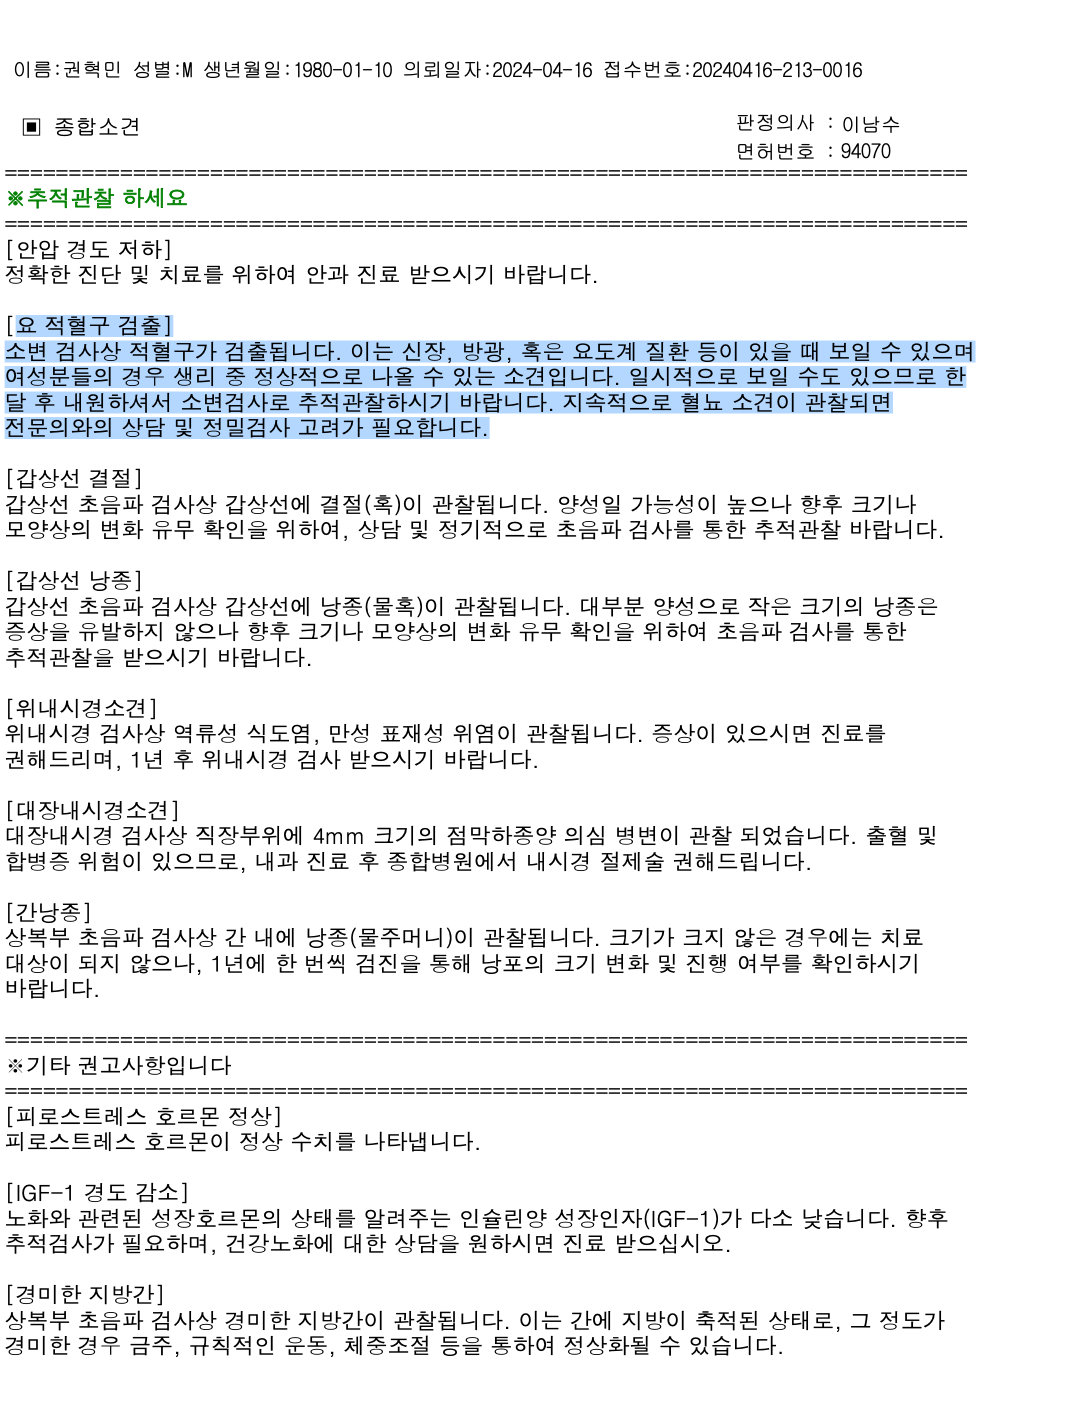 이름:권혁민 성별:M 생년월일:1980-01-10 의뢰일자:2024-04-16 접수번호:20240416-213-0016
▣ 종합소견
판정의사 : 이남수
면허번호 : 94070
===========================================================================
※추적관찰 하세요
===========================================================================
[안압 경도 저하]
정확한 진단 및 치료를 위하여 안과 진료 받으시기 바랍니다.
[요 적혈구 검출]
소변 검사상 적혈구가 검출됩니다. 이는 신장, 방광, 혹은 요도계 질환 등이 있을 때 보일 수 있으며
여성분들의 경우 생리 중 정상적으로 나올 수 있는 소견입니다. 일시적으로 보일 수도 있으므로 한
달 후 내원하셔서 소변검사로 추적관찰하시기 바랍니다. 지속적으로 혈뇨 소견이 관찰되면
전문의와의 상담 및 정밀검사 고려가 필요합니다.
[갑상선 결절]
갑상선 초음파 검사상 갑상선에 결절(혹)이 관찰됩니다. 양성일 가능성이 높으나 향후 크기나
모양상의 변화 유무 확인을 위하여, 상담 및 정기적으로 초음파 검사를 통한 추적관찰 바랍니다.
[갑상선 낭종]
갑상선 초음파 검사상 갑상선에 낭종(물혹)이 관찰됩니다. 대부분 양성으로 작은 크기의 낭종은
증상을 유발하지 않으나 향후 크기나 모양상의 변화 유무 확인을 위하여 초음파 검사를 통한
추적관찰을 받으시기 바랍니다.
[위내시경소견]
위내시경 검사상 역류성 식도염, 만성 표재성 위염이 관찰됩니다. 증상이 있으시면 진료를
권해드리며, 1년 후 위내시경 검사 받으시기 바랍니다.
[대장내시경소견]
대장내시경 검사상 직장부위에 4mm 크기의 점막하종양 의심 병변이 관찰 되었습니다. 출혈 및
합병증 위험이 있으므로, 내과 진료 후 종합병원에서 내시경 절제술 권해드립니다.
[간낭종]
상복부 초음파 검사상 간 내에 낭종(물주머니)이 관찰됩니다. 크기가 크지 않은 경우에는 치료
대상이 되지 않으나, 1년에 한 번씩 검진을 통해 낭포의 크기 변화 및 진행 여부를 확인하시기
바랍니다.
===========================================================================
※기타 권고사항입니다
===========================================================================
[피로스트레스 호르몬 정상]
피로스트레스 호르몬이 정상 수치를 나타냅니다.
[IGF-1 경도 감소]
노화와 관련된 성장호르몬의 상태를 알려주는 인슐린양 성장인자(IGF-1)가 다소 낮습니다. 향후
추적검사가 필요하며, 건강노화에 대한 상담을 원하시면 진료 받으십시오.
[경미한 지방간]
상복부 초음파 검사상 경미한 지방간이 관찰됩니다. 이는 간에 지방이 축적된 상태로, 그 정도가
경미한 경우 금주, 규칙적인 운동, 체중조절 등을 통하여 정상화될 수 있습니다.